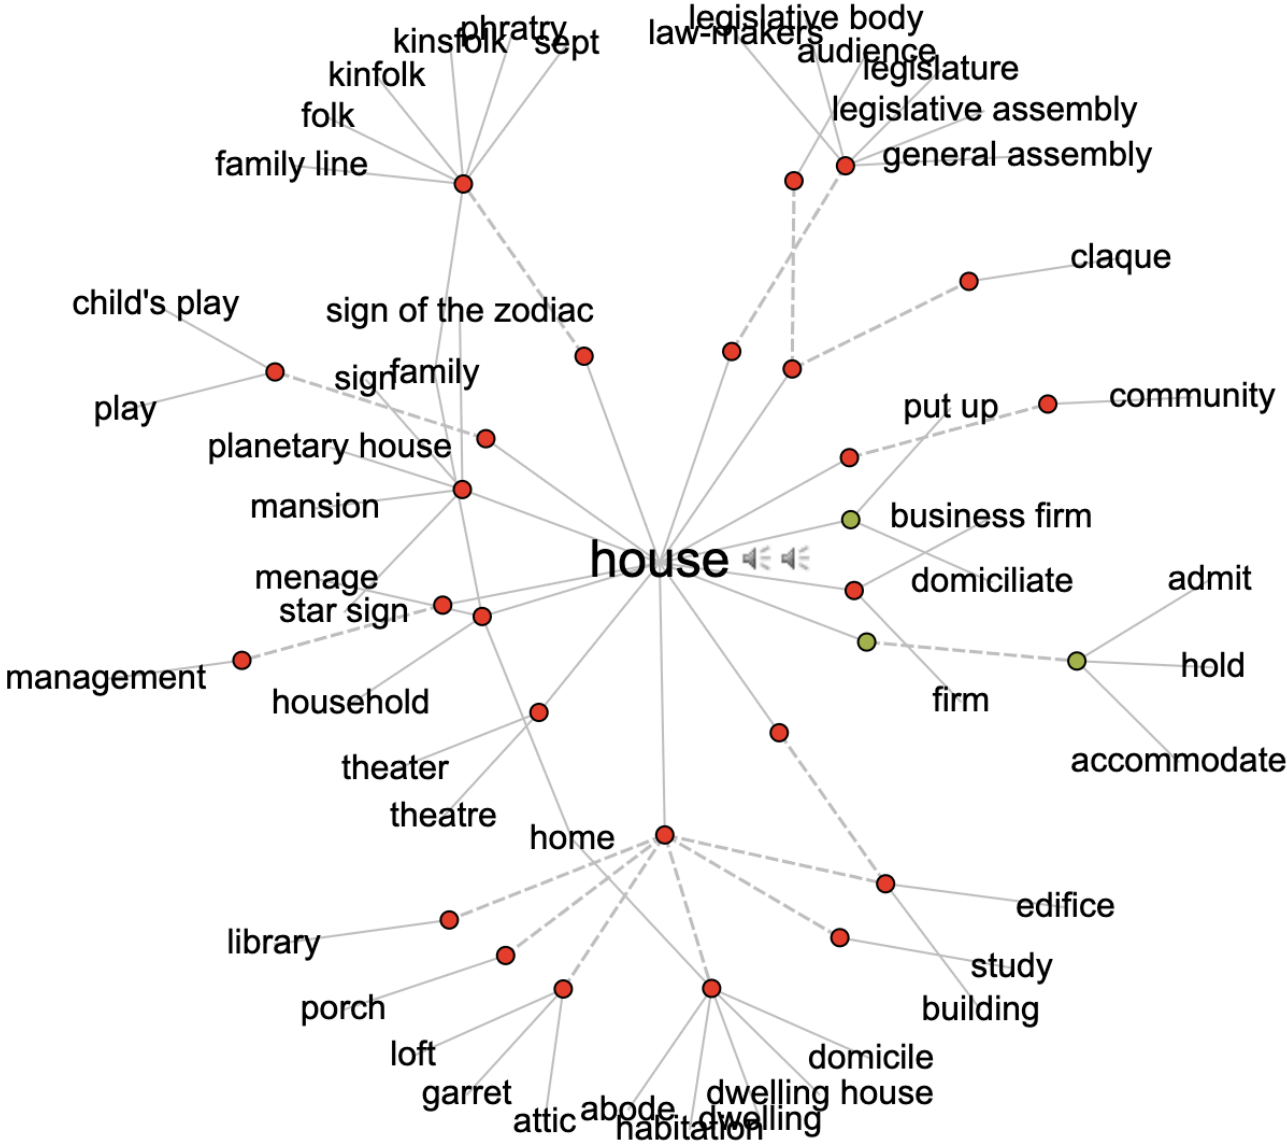 legislative body
phratry
law-makers
kinsfolk
sept
audience
kinfolk
legislature
folk
legislative assembly
family line
general assembly
claque
child's play
sign of the zodiac
sign
family
community
play
put up
planetary house
mansion
business firm
house
menage
domiciliate
admit
star sign
management
hold
household
firm
theater
accommodate
theatre
home
edifice
library
study
porch
building
loft
domicile
garret
dwelling house
abode
attic
dwelling
habitation